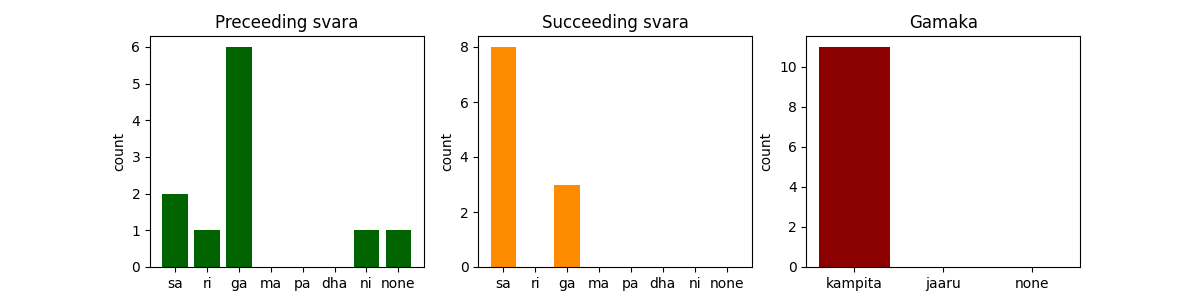 Preceeding svara
count
6
5
4
3
2
1
0
sa ri ga ma pa dha ni none
Succeeding svara
count
8
6
4
2
0
sa ri ga ma pa dha ni none
Gamaka
count
10
8
6
4
2
0
kampita jaaru none